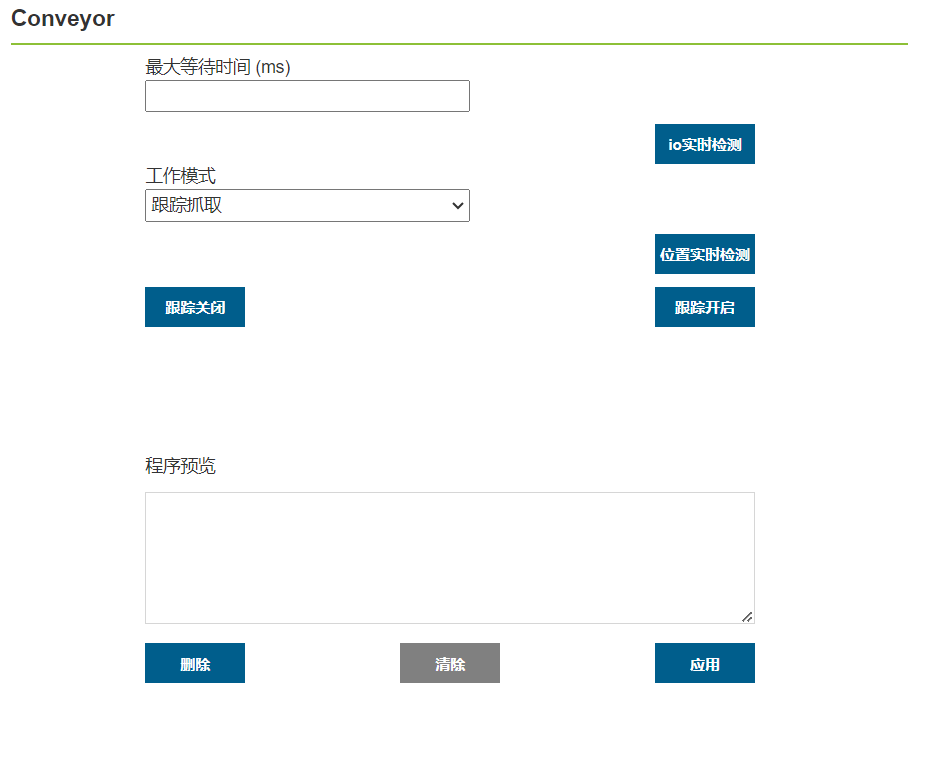 Conveyor
最大等待时间 (ms)
io实时检测
工作模式
跟踪抓取
位置实时检测
跟踪关闭
跟踪开启
程序预览
删除
清除
应用